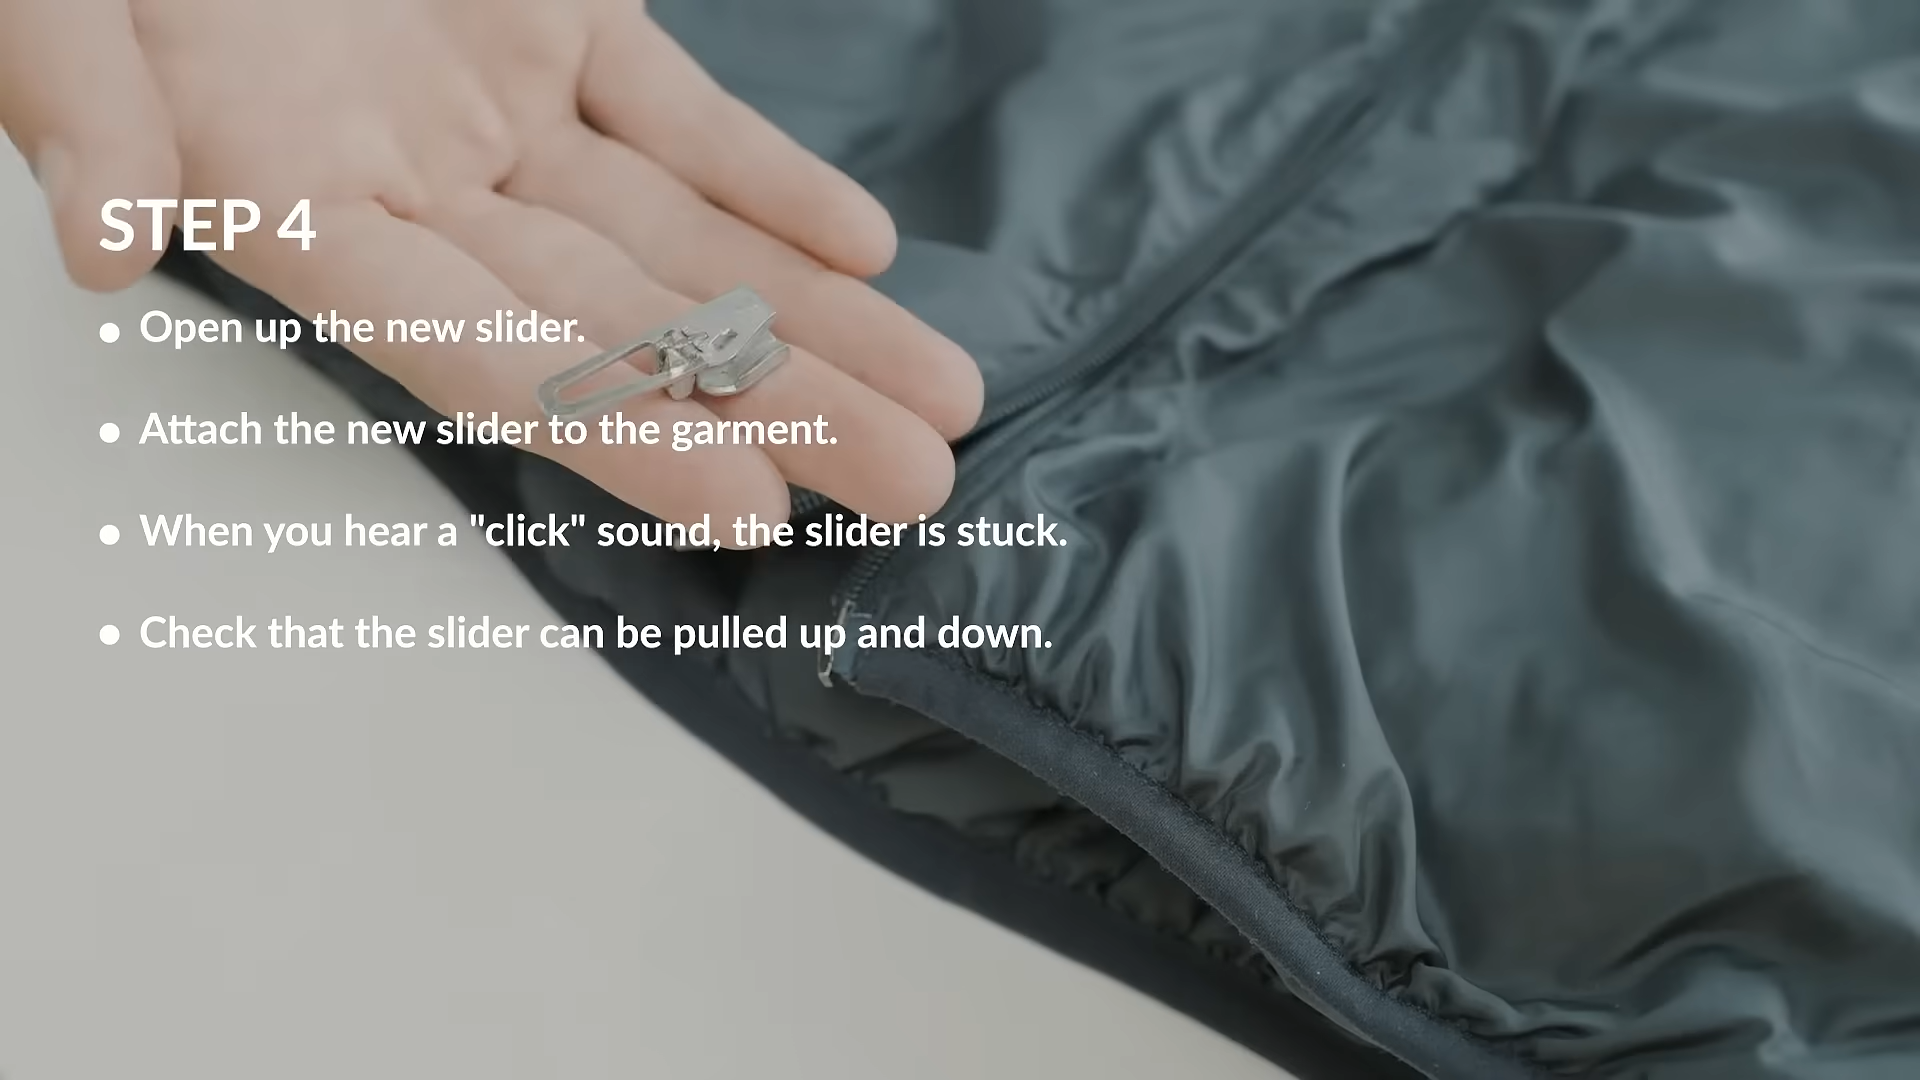 STEP 4
● Open up the new slider.
● Attach the new slider to the garment.
● When you hear a "click" sound, the slider is stuck.
● Check that the slider can be pulled up and down.